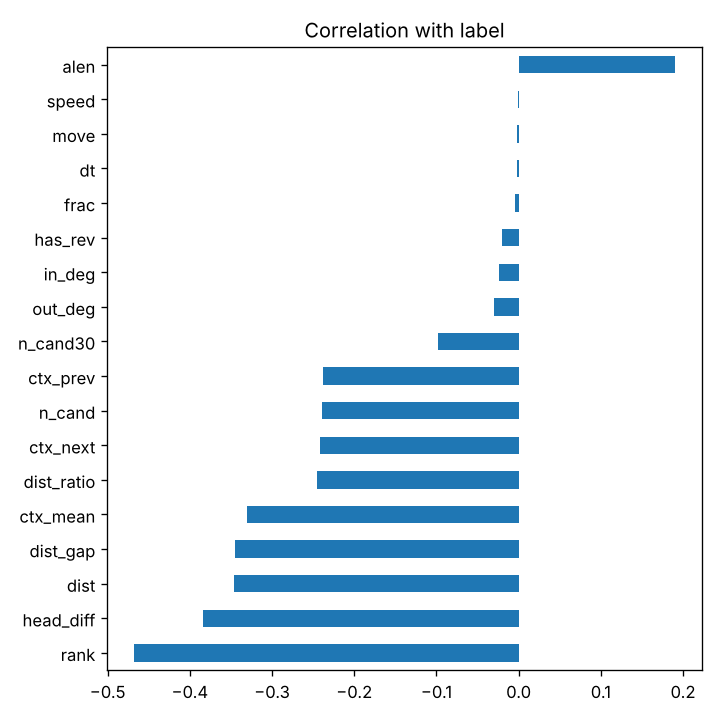 Correlation with label
alen
speed
move
dt
frac
has_rev
in_deg
out_deg
n_cand30
ctx_prev
n_cand
ctx_next
dist_ratio
ctx_mean
dist_gap
dist
head_diff
rank
−0.5 −0.4 −0.3 −0.2 −0.1 0.0 0.1 0.2